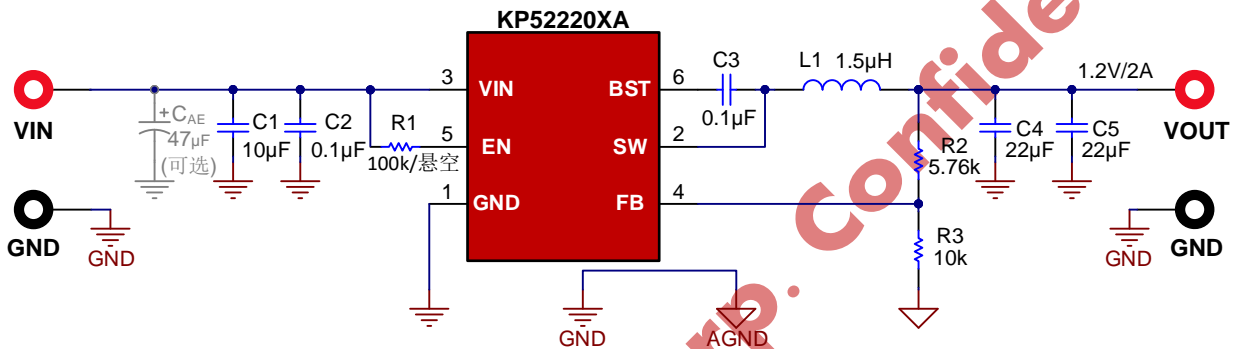 KP52220XA
VIN
GND
GND
+CAE
47μF
(可选)
C1
10μF
C2
0.1μF
R1
100k/悬空
3
5
1
VIN
EN
GND
BST
SW
FB
6
2
4
C3
0.1μF
L1
1.5μH
1.2V/2A
R2
5.76k
R3
10k
C4
22μF
C5
22μF
VOUT
GND
GND
GND
AGND
rp. Confide